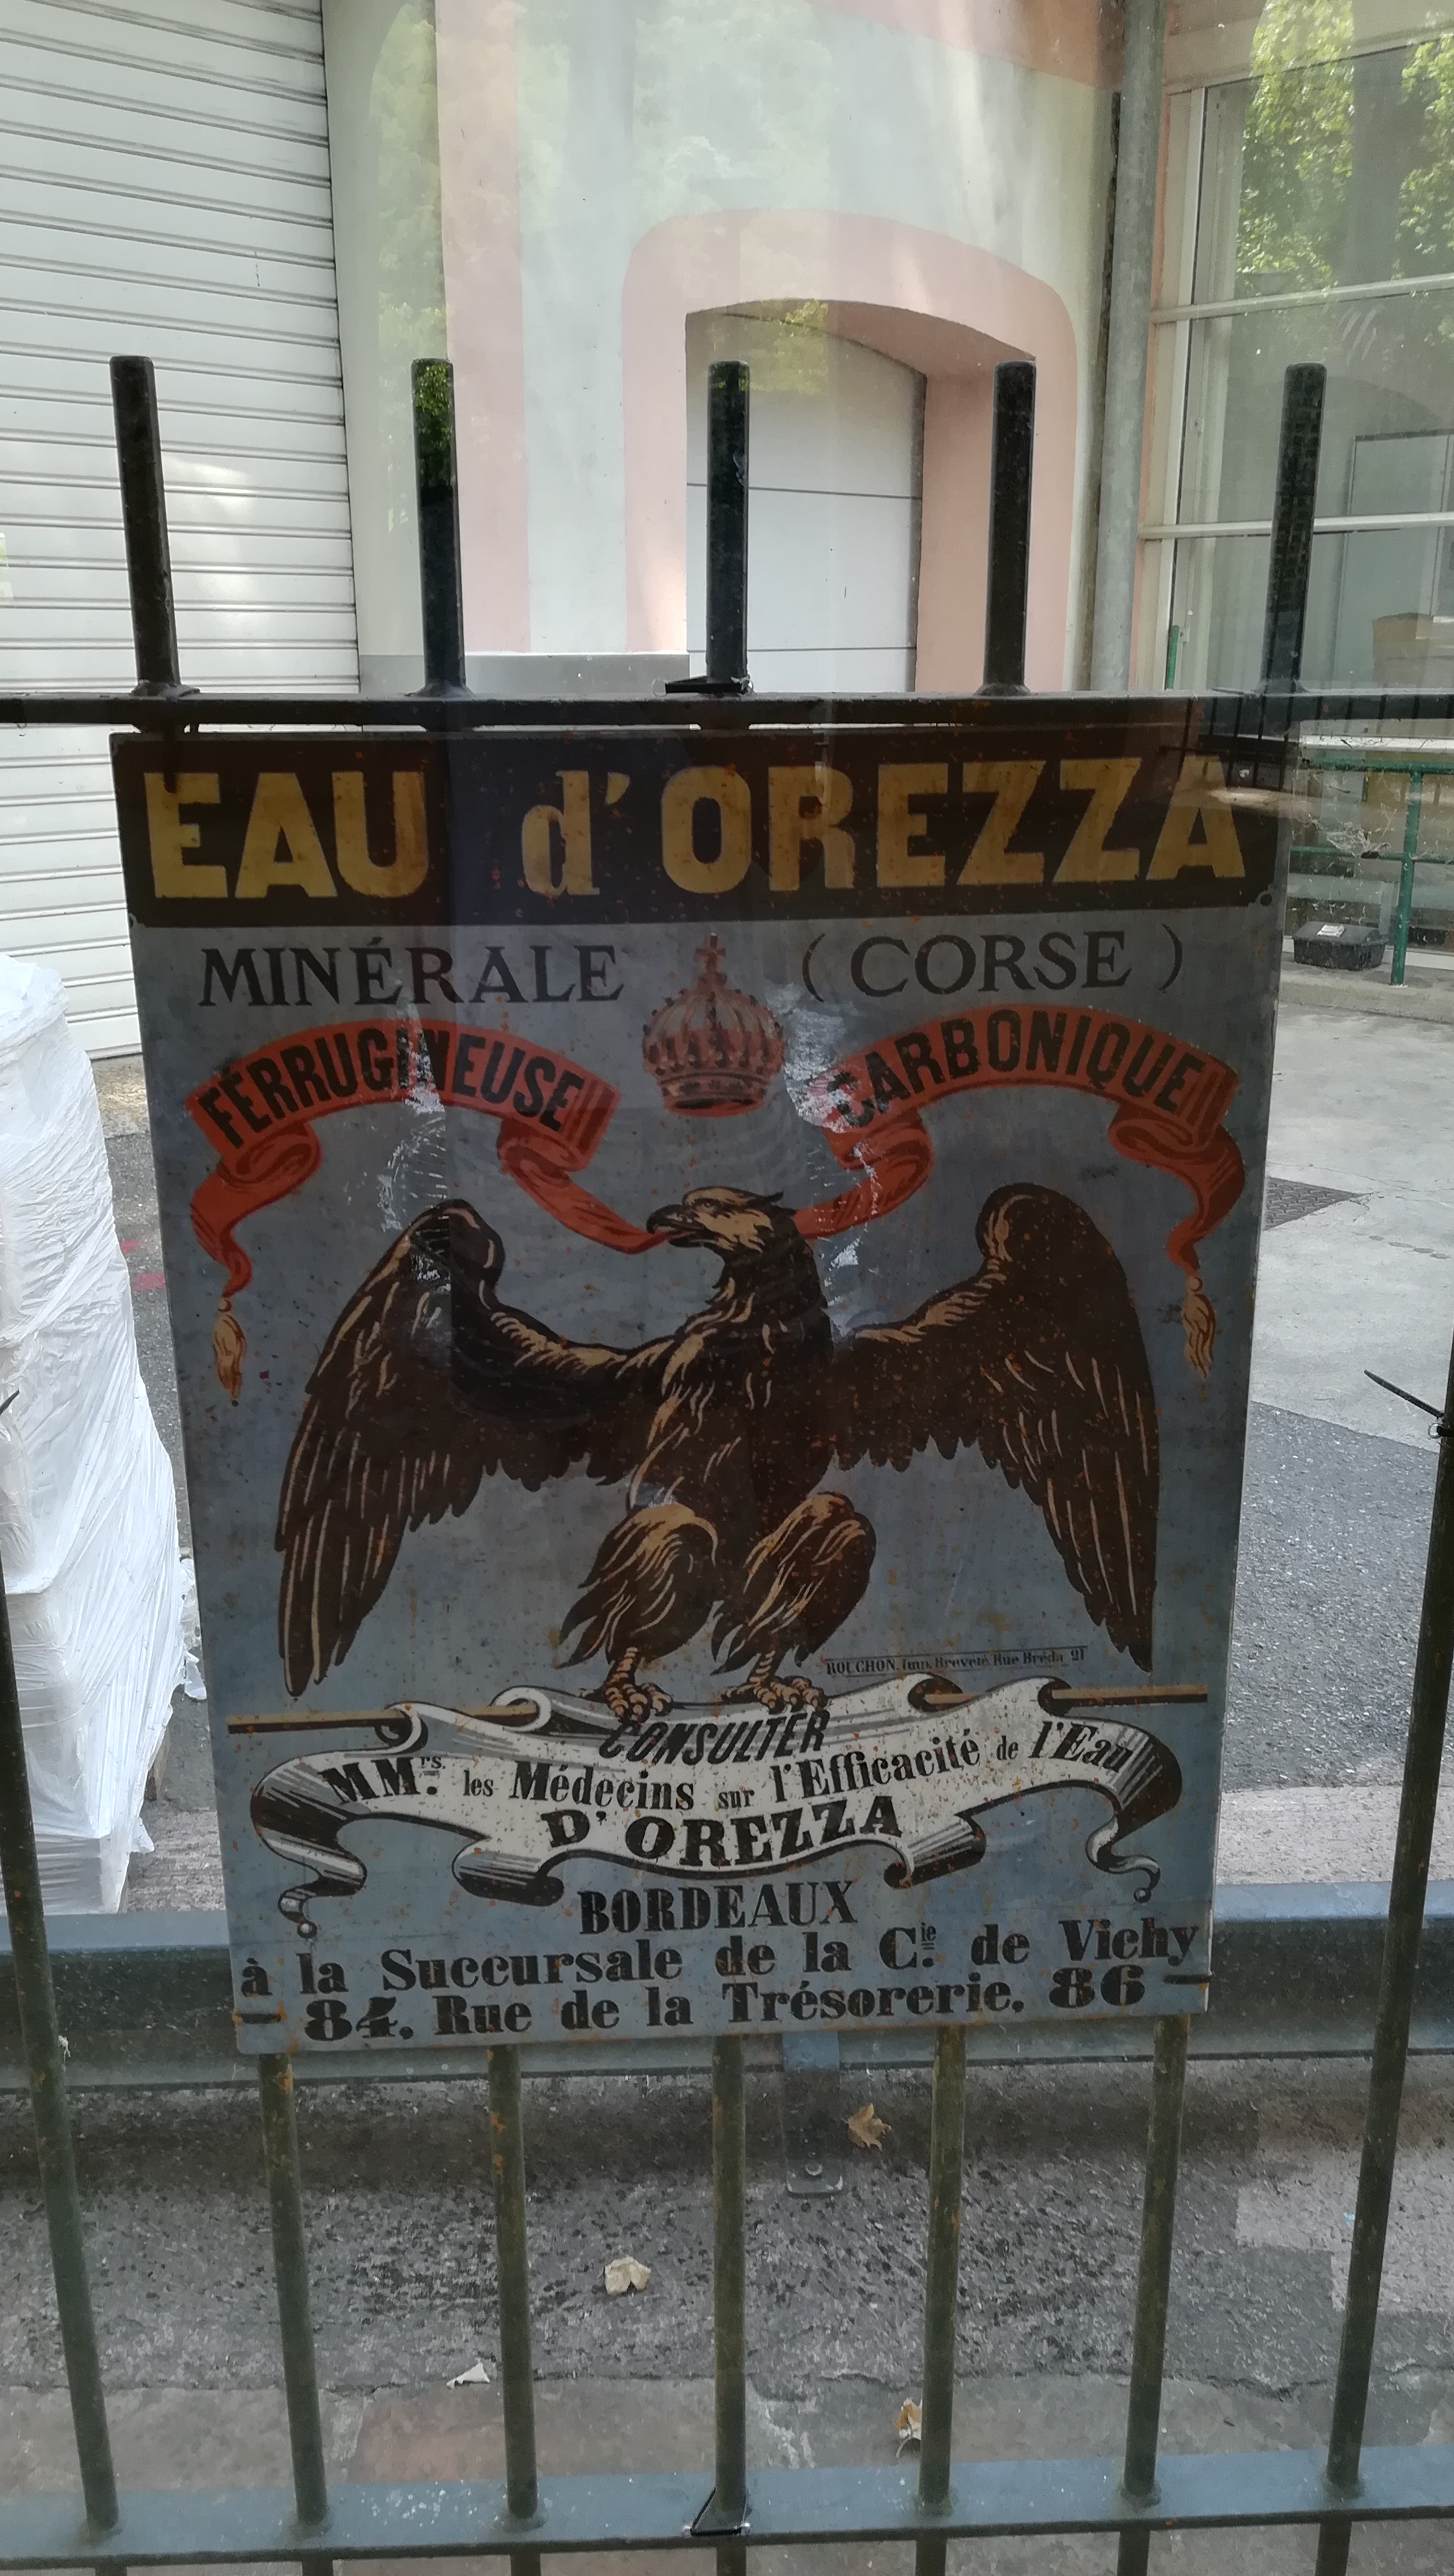 EAU d'OREZZA
MINÉRALE (CORSE)
FERRUGINEUSE CARBONIQUE
ROUCHON. Imp. Breveté Rue Bréda. 21
CONSULTER
MMrs. les Médecins sur l'Efficacité de l'Eau
D'OREZZA
BORDEAUX
à la Succursale de la Cie. de Vichy
— 84. Rue de la Trésorerie. 86 —